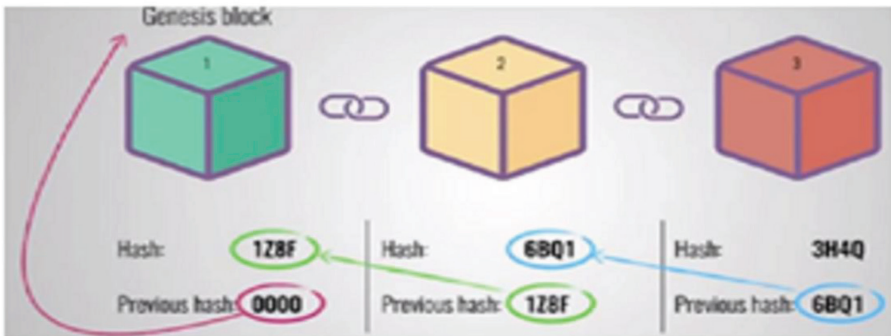 Genesis block
1
2
3
Hash: 1Z8F
Previous hash: 0000
Hash: 6BQ1
Previous hash: 1Z8F
Hash: 3H4Q
Previous hash: 6BQ1